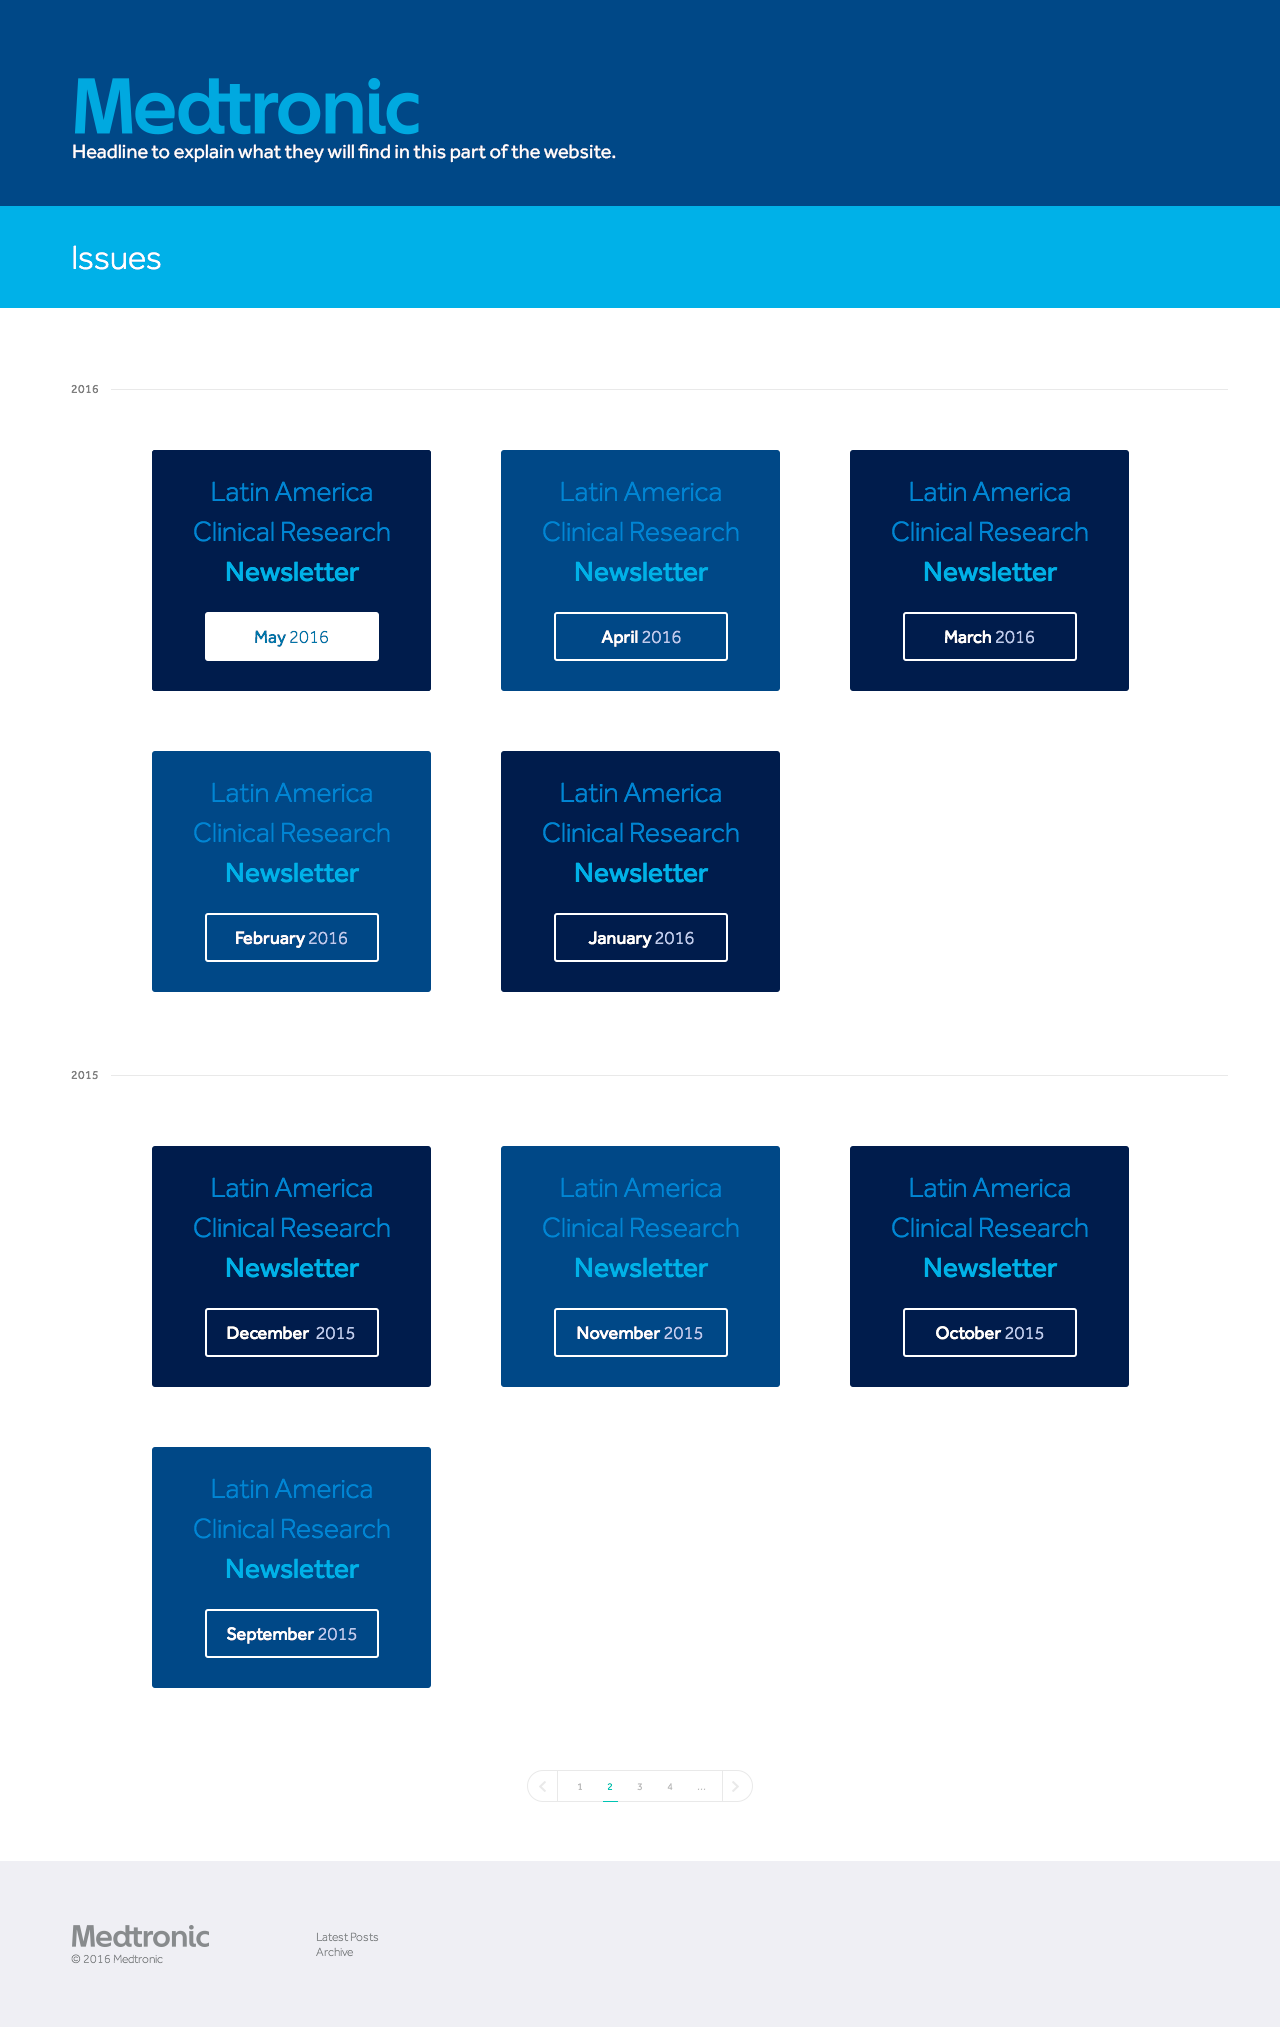 Medtronic
Headline to explain what they will find in this part of the website.
Issues
2016
Latin America
Clinical Research
Newsletter
May 2016
Latin America
Clinical Research
Newsletter
April 2016
Latin America
Clinical Research
Newsletter
March 2016
Latin America
Clinical Research
Newsletter
February 2016
Latin America
Clinical Research
Newsletter
January 2016
2015
Latin America
Clinical Research
Newsletter
December 2015
Latin America
Clinical Research
Newsletter
November 2015
Latin America
Clinical Research
Newsletter
October 2015
Latin America
Clinical Research
Newsletter
September 2015
1 2 3 4 ...
Medtronic
© 2016 Medtronic
Latest Posts
Archive